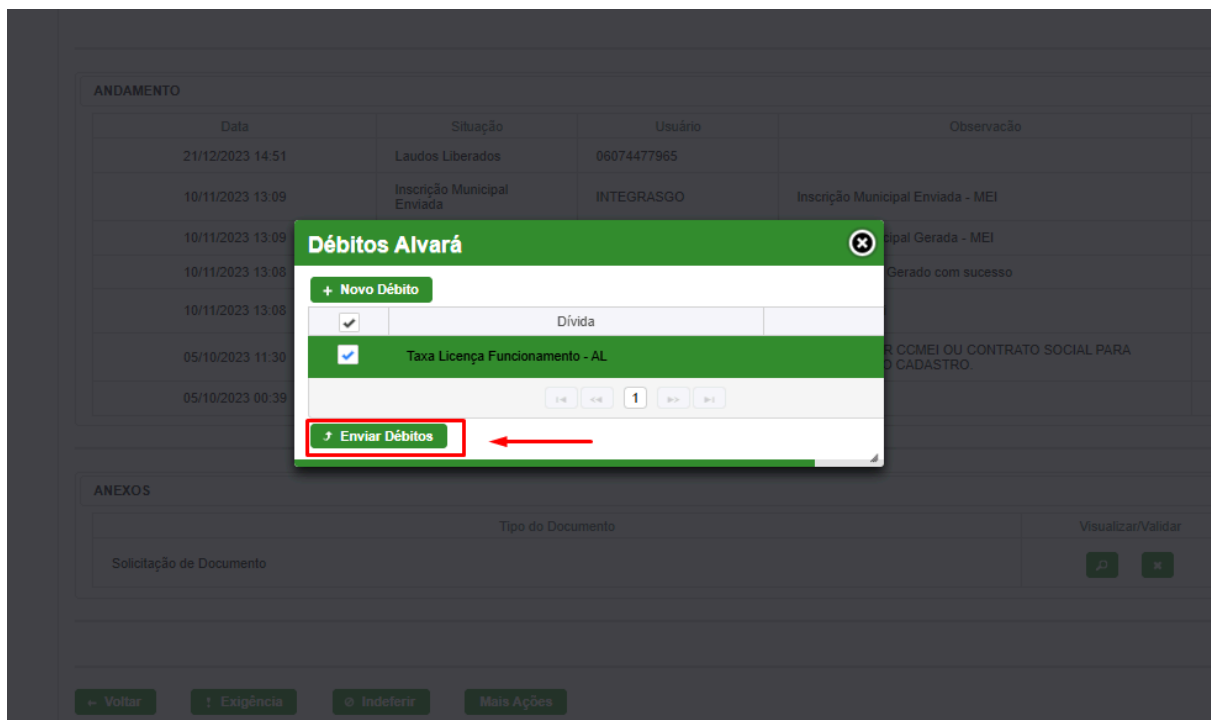 ANDAMENTO
Data Situação Usuário Observacão
21/12/2023 14:51 Laudos Liberados 06074477965
10/11/2023 13:09 Inscrição Municipal Enviada INTEGRASGO Inscrição Municipal Enviada - MEI
10/11/2023 13:09 cipal Gerada - MEI
10/11/2023 13:08 Gerado com sucesso
10/11/2023 13:08
05/10/2023 11:30 R CCMEI OU CONTRATO SOCIAL PARA
O CADASTRO.
05/10/2023 00:39
Débitos Alvará
+ Novo Débito
Dívida
Taxa Licença Funcionamento - AL
1
Enviar Débitos
ANEXOS
Tipo do Documento Visualizar/Validar
Solicitação de Documento
Voltar Exigência Indeferir Mais Ações